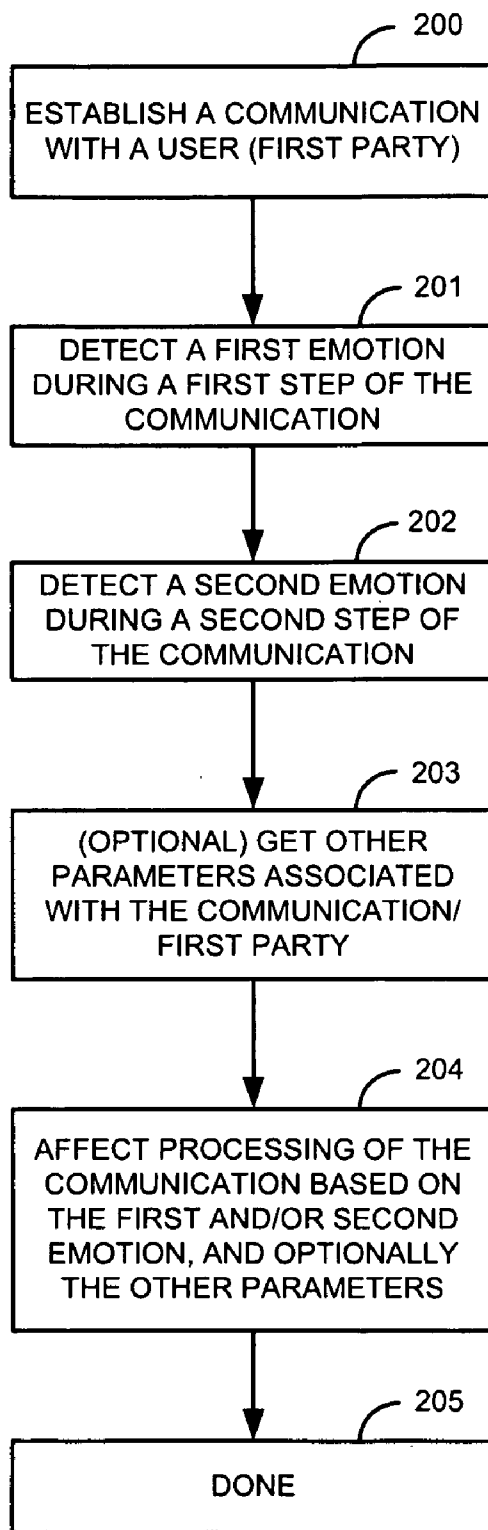 200
ESTABLISH A COMMUNICATION
WITH A USER (FIRST PARTY)
201
DETECT A FIRST EMOTION
DURING A FIRST STEP OF THE
COMMUNICATION
202
DETECT A SECOND EMOTION
DURING A SECOND STEP OF
THE COMMUNICATION
203
(OPTIONAL) GET OTHER
PARAMETERS ASSOCIATED
WITH THE COMMUNICATION/
FIRST PARTY
204
AFFECT PROCESSING OF THE
COMMUNICATION BASED ON
THE FIRST AND/OR SECOND
EMOTION, AND OPTIONALLY
THE OTHER PARAMETERS
205
DONE